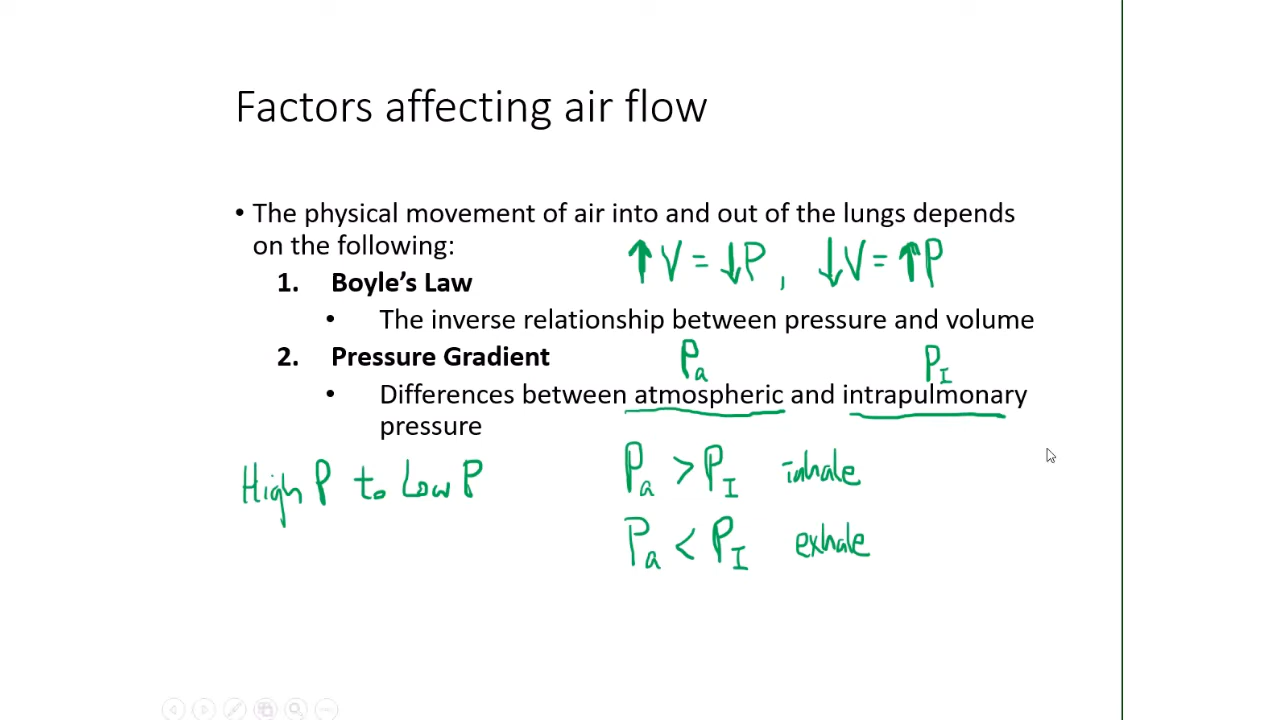 Factors affecting air flow
• The physical movement of air into and out of the lungs depends
on the following:
↑V = ↓P, ↓V = ↑P
1. Boyle's Law
• The inverse relationship between pressure and volume
2. Pressure Gradient
Pa PI
• Differences between atmospheric and intrapulmonary
pressure
High P to Low P
Pa > PI inhale
Pa < PI exhale